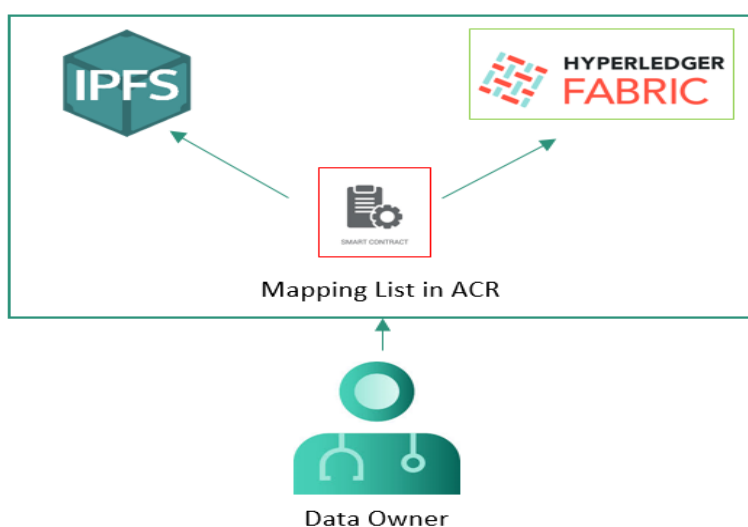 IPFS
HYPERLEDGER
FABRIC
SMART CONTRACT
Mapping List in ACR
Data Owner